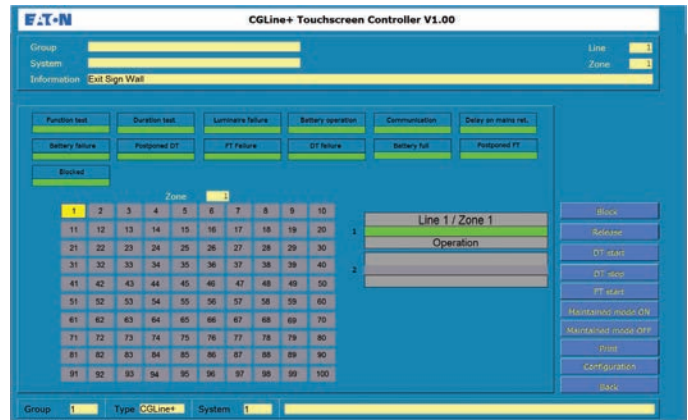 EATON CGLine+ Touchscreen Controller V1.00
Group Line 1
System Zone 1
Information Exit Sign Wall
Function test Duration test Luminaire failure Battery operation Communication Delay on mains ret.
Battery failure Postponed DT FT Failure DT failure Battery full Postponed FT
Blocked
Zone 1
1 2 3 4 5 6 7 8 9 10
11 12 13 14 15 16 17 18 19 20
21 22 23 24 25 26 27 28 29 30
31 32 33 34 35 36 37 38 39 40
41 42 43 44 45 46 47 48 49 50
51 52 53 54 55 56 57 58 59 60
61 62 63 64 65 66 67 68 69 70
71 72 73 74 75 76 77 78 79 80
81 82 83 84 85 86 87 88 89 90
91 92 93 94 95 96 97 98 99 100
Line 1 / Zone 1
1
Operation
2
Block
Release
DT start
DT stop
FT start
Maintained mode ON
Maintained mode OFF
Print
Configuration
Back
Group 1 Type CGLine+ System 1